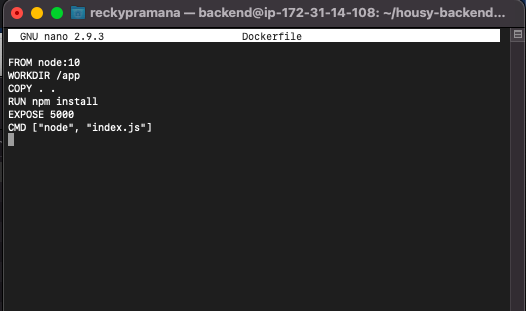 reckypramana — backend@ip-172-31-14-108: ~/housy-backend...
GNU nano 2.9.3 Dockerfile
FROM node:10
WORKDIR /app
COPY . .
RUN npm install
EXPOSE 5000
CMD ["node", "index.js"]